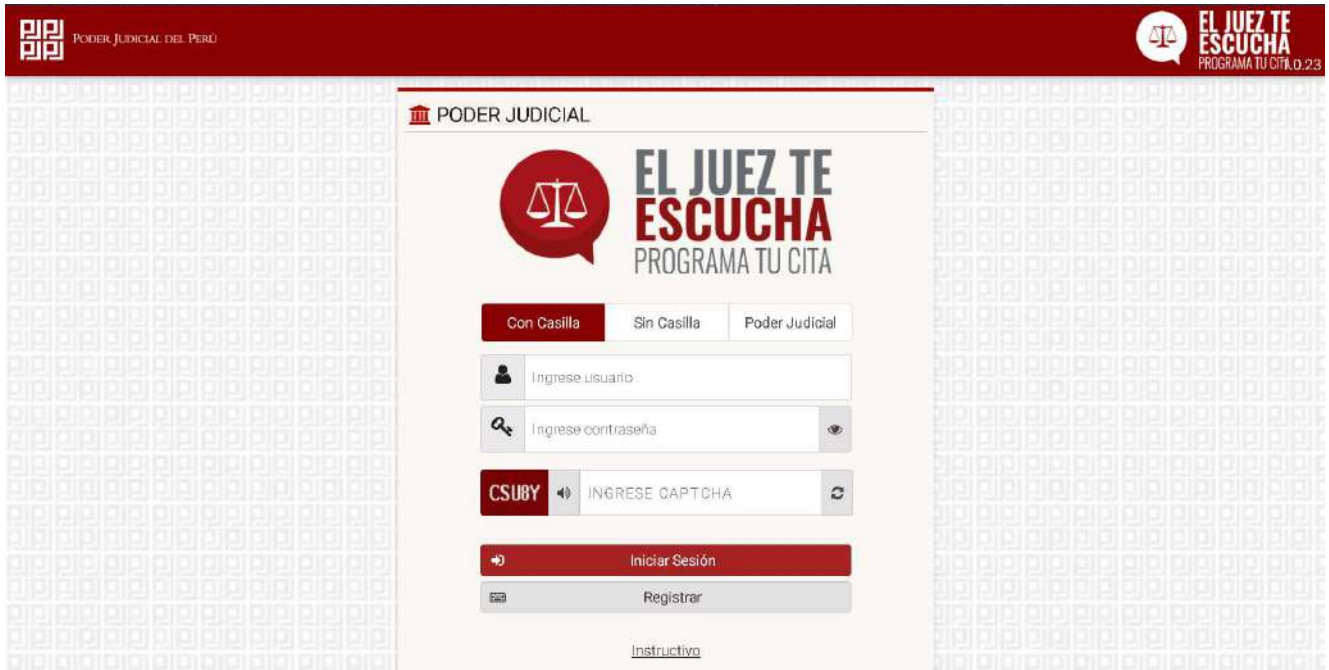 PODER JUDICIAL DEL PERÚ
EL JUEZ TE
ESCUCHA
PROGRAMA TU CITA
PODER JUDICIAL
EL JUEZ TE
ESCUCHA
PROGRAMA TU CITA
Con Casilla Sin Casilla Poder Judicial
Ingrese usuario
Ingrese contraseña
CSU8Y INGRESE CAPTCHA
Iniciar Sesión
Registrar
Instructivo